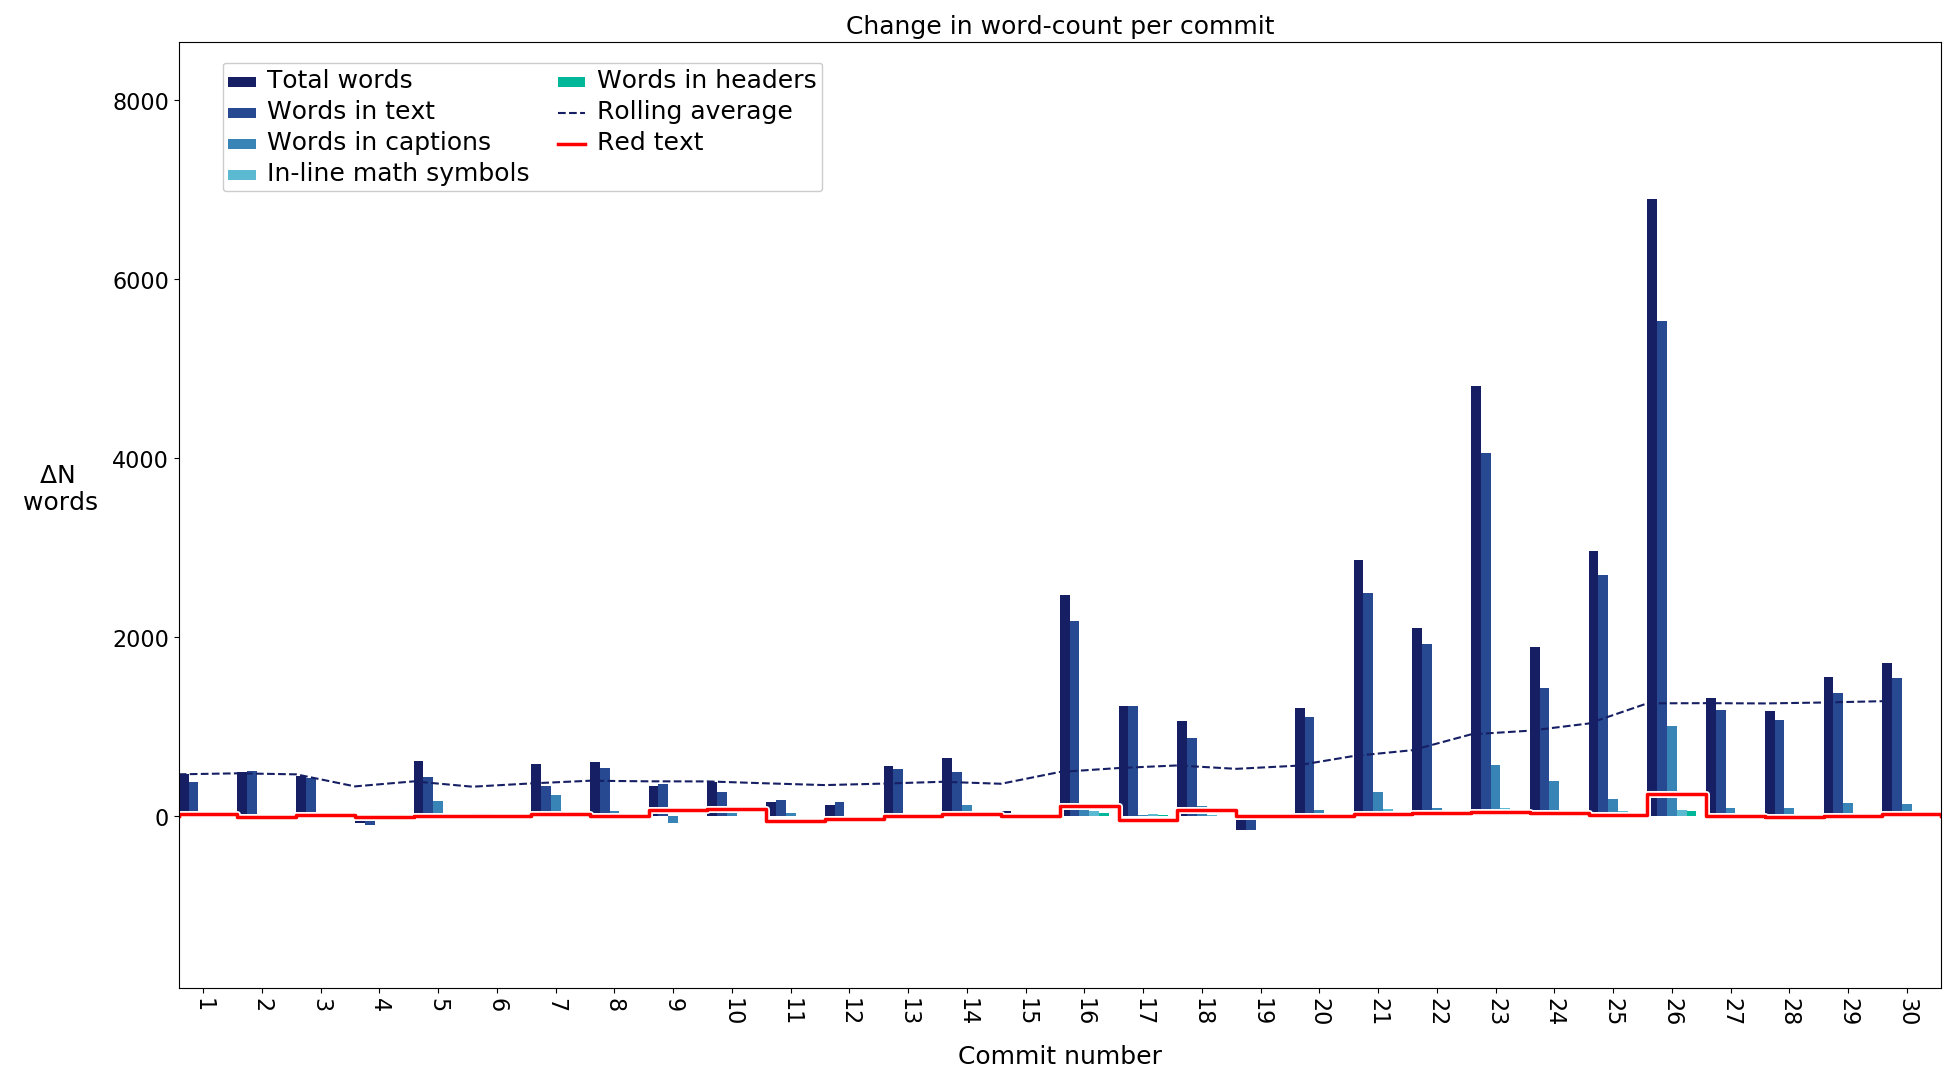 Change in word-count per commit
Total words
Words in text
Words in captions
In-line math symbols
Words in headers
Rolling average
Red text
8000
6000
4000
2000
0
ΔN
words
1 2 3 4 5 6 7 8 9 10 11 12 13 14 15 16 17 18 19 20 21 22 23 24 25 26 27 28 29 30
Commit number